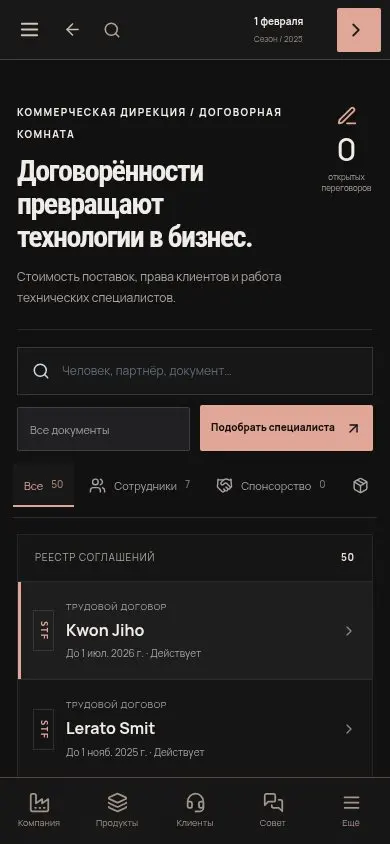 1 февраля
Сезон / 2025
КОММЕРЧЕСКАЯ ДИРЕКЦИЯ / ДОГОВОРНАЯ
КОМНАТА
0
открытых
переговоров
Договорённости
превращают
технологии в бизнес.
Стоимость поставок, права клиентов и работа
технических специалистов.
Человек, партнёр, документ…
Все документы
Подобрать специалиста
Все 50
Сотрудники 7
Спонсорство 0
РЕЕСТР СОГЛАШЕНИЙ 50
STF
ТРУДОВОЙ ДОГОВОР
Kwon Jiho
До 1 июл. 2026 г. · Действует
STF
ТРУДОВОЙ ДОГОВОР
Lerato Smit
До 1 нояб. 2025 г. · Действует
Компания
Продукты
Клиенты
Совет
Ещё